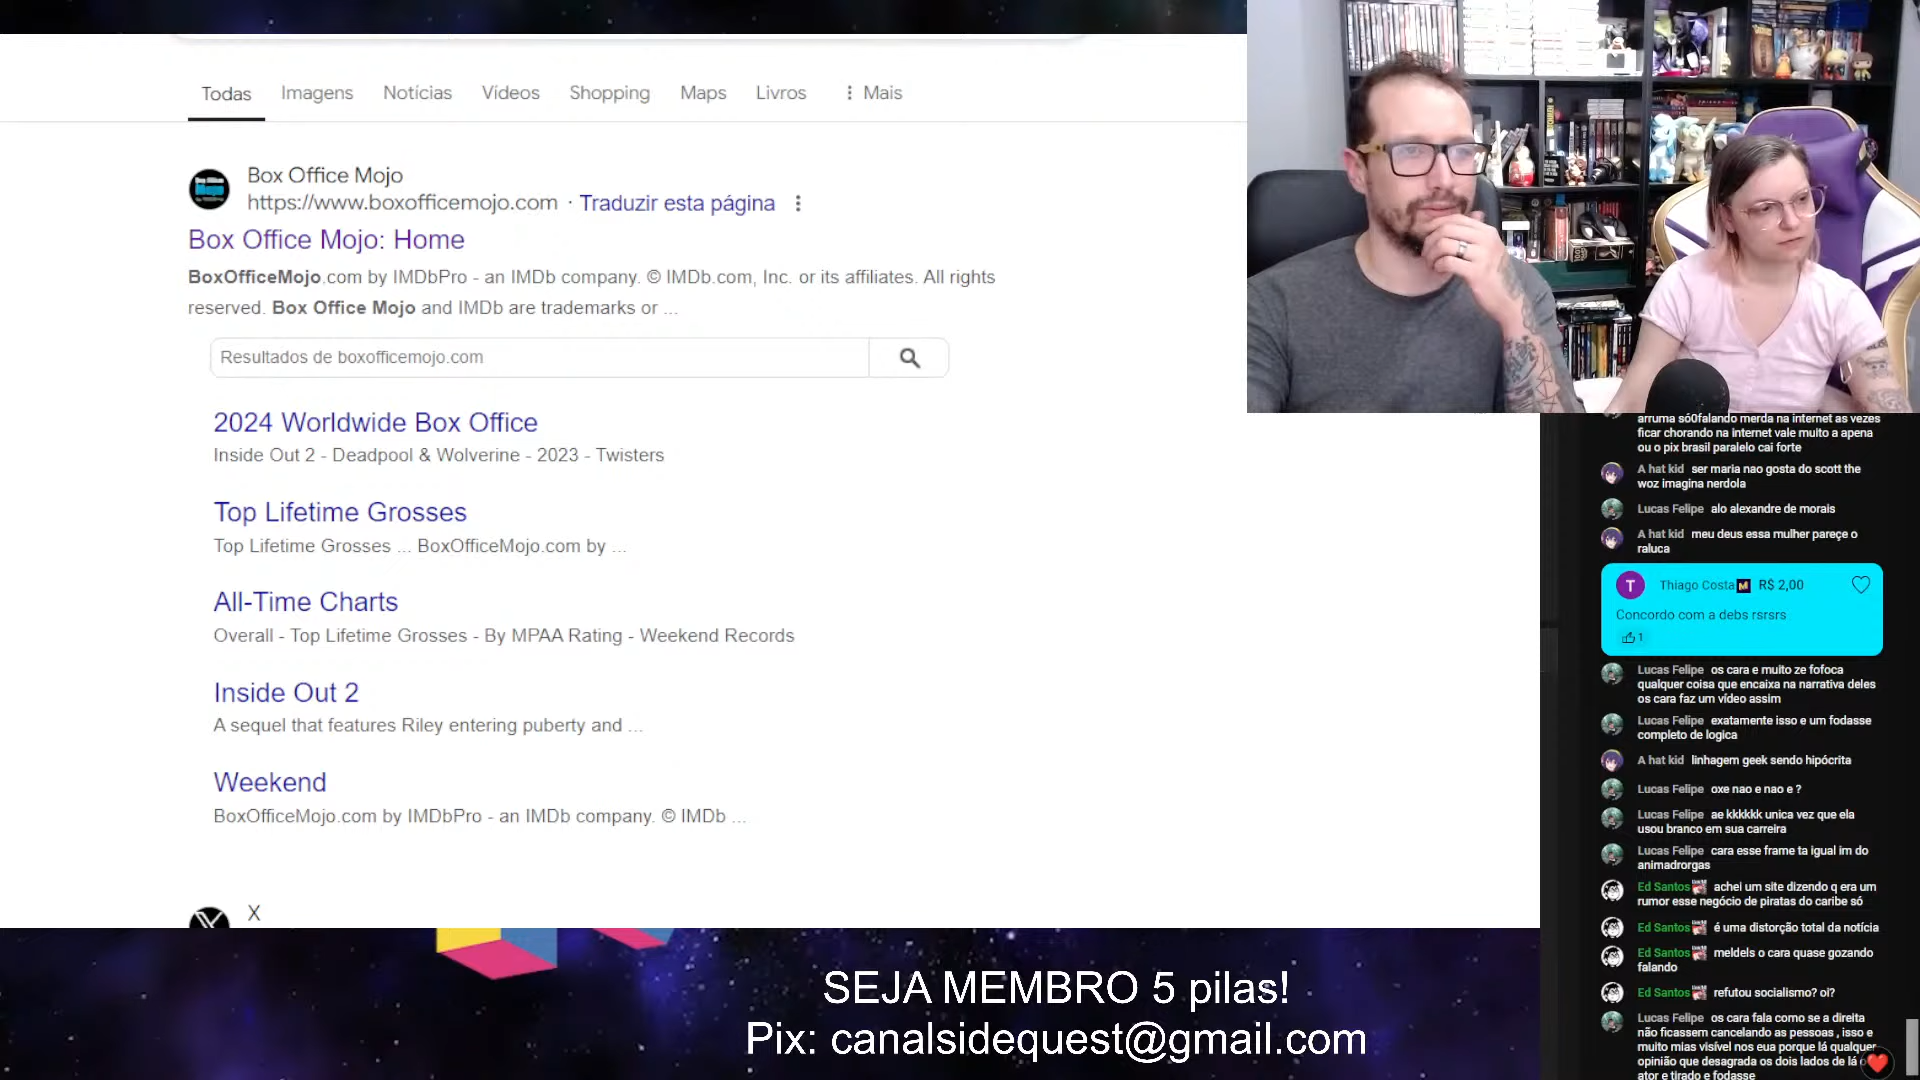 Todas
Imagens
Notícias
Vídeos
Shopping
Maps
Livros
Mais
Box Office Mojo
https://www.boxofficemojo.com · Traduzir esta página
Box Office Mojo: Home
BoxOfficeMojo.com by IMDbPro - an IMDb company. © IMDb.com, Inc. or its affiliates. All rights
reserved. Box Office Mojo and IMDb are trademarks or ...
Resultados de boxofficemojo.com
2024 Worldwide Box Office
Inside Out 2 - Deadpool & Wolverine - 2023 - Twisters
Top Lifetime Grosses
Top Lifetime Grosses ... BoxOfficeMojo.com by ...
All-Time Charts
Overall - Top Lifetime Grosses - By MPAA Rating - Weekend Records
Inside Out 2
A sequel that features Riley entering puberty and ...
Weekend
BoxOfficeMojo.com by IMDbPro - an IMDb company. © IMDb ...
X
arruma só0falando merda na internet as vezes
ficar chorando na internet vale muito a apena
ou o pix brasil paralelo cai forte
A hat kid ser maria nao gosta do scott the
woz imagina nerdola
Lucas Felipe alo alexandre de morais
A hat kid meu deus essa mulher pareçe o
raluca
T
Thiago Costa M R$ 2,00
Concordo com a debs rsrsrs
1
Lucas Felipe os cara e muito ze fofoca
qualquer coisa que encaixa na narrativa deles
os cara faz um vídeo assim
Lucas Felipe exatamente isso e um fodasse
completo de logica
A hat kid linhagem geek sendo hipócrita
Lucas Felipe oxe nao e nao e ?
Lucas Felipe ae kkkkkk unica vez que ela
usou branco em sua carreira
Lucas Felipe cara esse frame ta igual im do
animadrorgas
Ed Santos achei um site dizendo q era um
rumor esse negócio de piratas do caribe só
Ed Santos é uma distorção total da notícia
Ed Santos meldels o cara quase gozando
falando
Ed Santos refutou socialismo? oi?
Lucas Felipe os cara fala como se a direita
não ficassem cancelando as pessoas , isso e
muito mias visível nos eua porque lá qualquer
opinião que desagrada os dois lados de lá o
ator e tirado e fodasse
SEJA MEMBRO 5 pilas!
Pix: canalsidequest@gmail.com